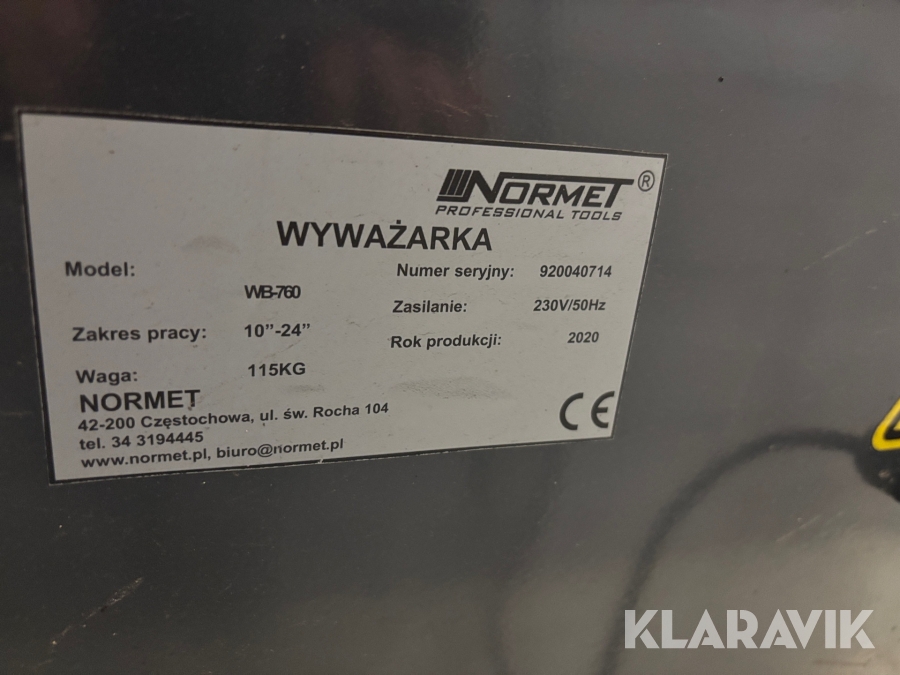 NORMET®
PROFESSIONAL TOOLS
WYWAŻARKA
Model: WB-760
Zakres pracy: 10”-24”
Waga: 115KG
Numer seryjny: 920040714
Zasilanie: 230V/50Hz
Rok produkcji: 2020
NORMET
42-200 Częstochowa, ul. św. Rocha 104
tel. 34 3194445
www.normet.pl, biuro@normet.pl
CE
KLARAVIK